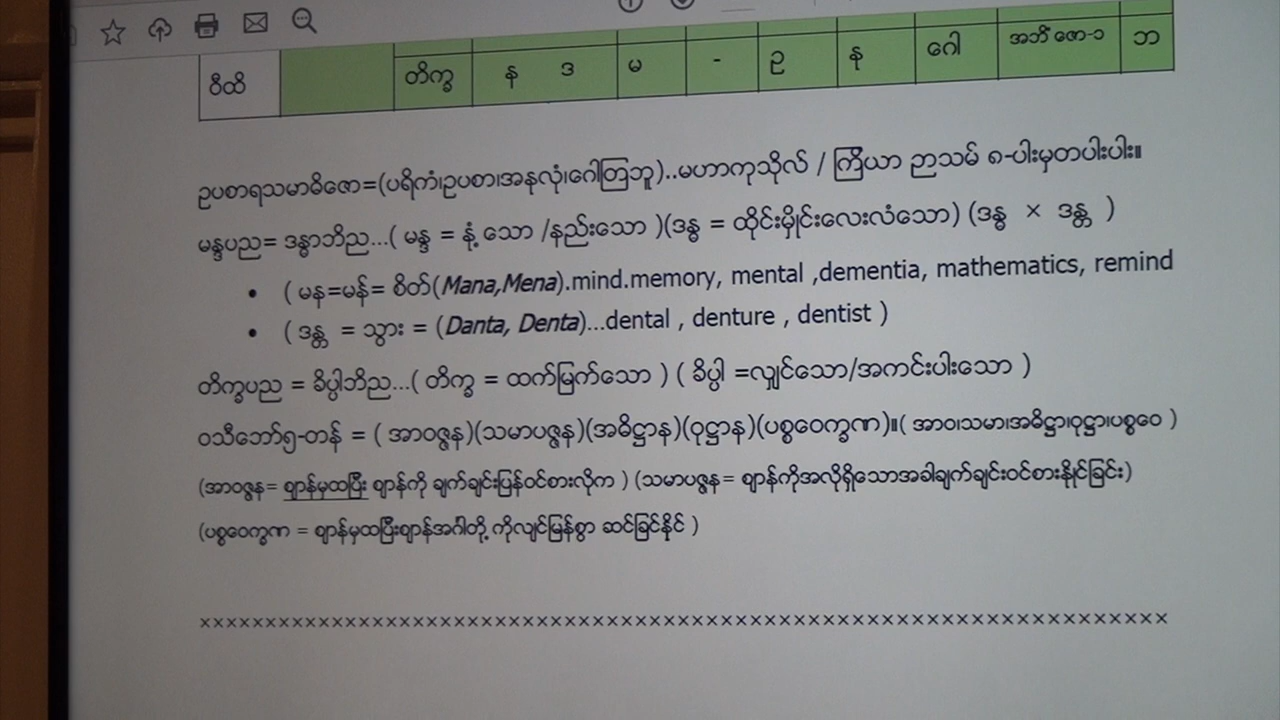 ဝီထိ တိက္ခ န ဒ မ - ဥ နု ဂေါ အဘိံ ဇော-၁ ဘ
ဥပစာရသမာဓိဇော=(ပရိကံ၊ဥပစာ၊အနုလုံ၊ဂေါတြဘူ)..မဟာကုသိုလ် / ကြိယာ ဉာသမ် ၈-ပါးမှတပါးပါး။
မန္ဒပည= ဒန္ဓာဘိည...( မန္ဒ = နုံ့ သော /နည်းသော )(ဒန္ဓ = ထိုင်းမှိုင်းလေးလံသော) (ဒန္ဓ × ဒန္တ )
• ( မန=မန်= စိတ်(Mana,Mena).mind.memory, mental ,dementia, mathematics, remind
• ( ဒန္တ = သွား = (Danta, Denta)...dental , denture , dentist )
တိက္ခပည = ခိပ္ပါဘိည...( တိက္ခ = ထက်မြက်သော ) ( ခိပ္ပါ =လျှင်သော/အကင်းပါးသော )
ဝသီဘော်၅-တန် = ( အာဝဇ္ဇန)(သမာပဇ္ဇန)(အဓိဋ္ဌာန)(ဝုဋ္ဌာန)(ပစ္စဝေက္ခဏ)။( အာဝ၊သမာ၊အဓိဋ္ဌာ၊ဝုဋ္ဌာ၊ပစ္စဝေ )
(အာဝဇ္ဇန= ဈာန်မှထပြီး ဈာန်ကို ချက်ချင်းပြန်ဝင်စားလိုက ) (သမာပဇ္ဇန= ဈာန်ကိုအလိုရှိသောအခါချက်ချင်းဝင်စားနိုင်ခြင်း)
(ပစ္စဝေက္ခဏ = ဈာန်မှထပြီးဈာန်အင်္ဂါတို့ ကိုလျင်မြန်စွာ ဆင်ခြင်နိုင် )
××××××××××××××××××××××××××××××××××××××××××××××××××××××××××××××××××